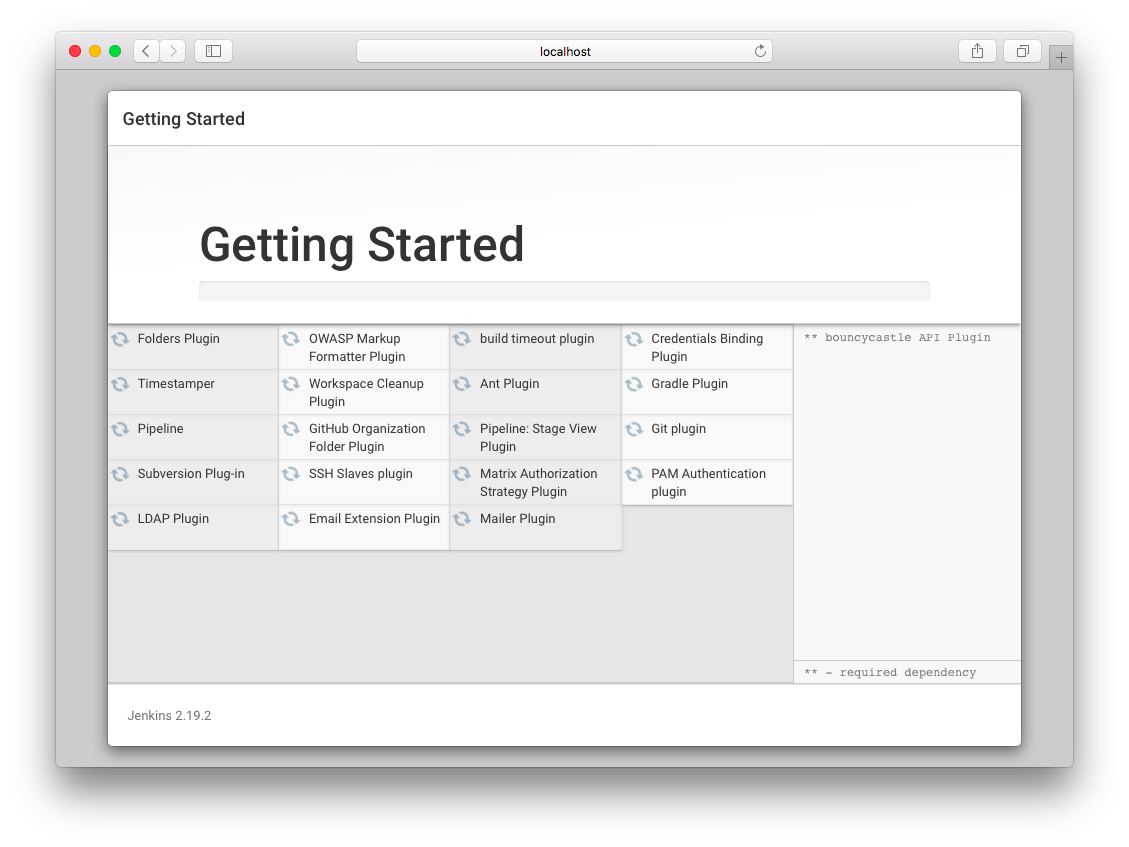 localhost
Getting Started
Getting Started
Folders Plugin
OWASP Markup
Formatter Plugin
build timeout plugin
Credentials Binding
Plugin
** bouncycastle API Plugin
Timestamper
Workspace Cleanup
Plugin
Ant Plugin
Gradle Plugin
Pipeline
GitHub Organization
Folder Plugin
Pipeline: Stage View
Plugin
Git plugin
Subversion Plug-in
SSH Slaves plugin
Matrix Authorization
Strategy Plugin
PAM Authentication
plugin
LDAP Plugin
Email Extension Plugin
Mailer Plugin
** - required dependency
Jenkins 2.19.2